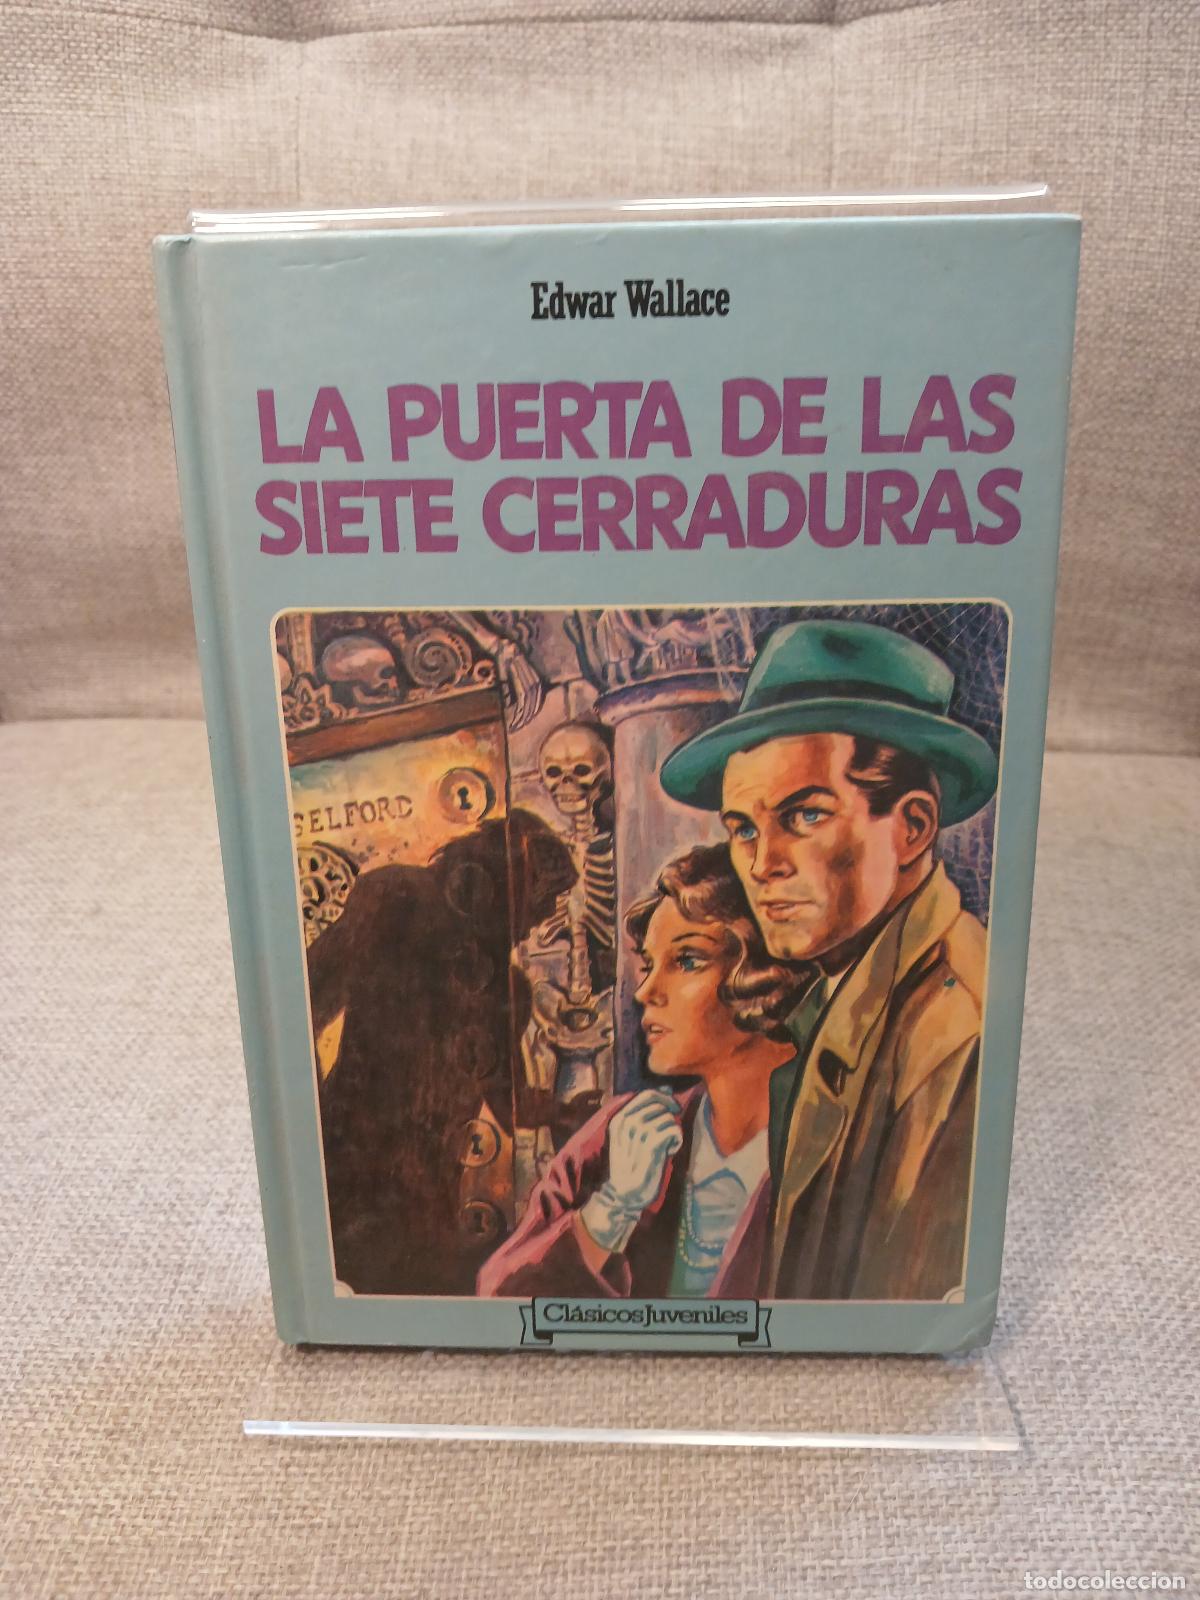 Edwar Wallace
LA PUERTA DE LAS
SIETE CERRADURAS
SELFORD
ClásicosJuveniles
todocoleccion